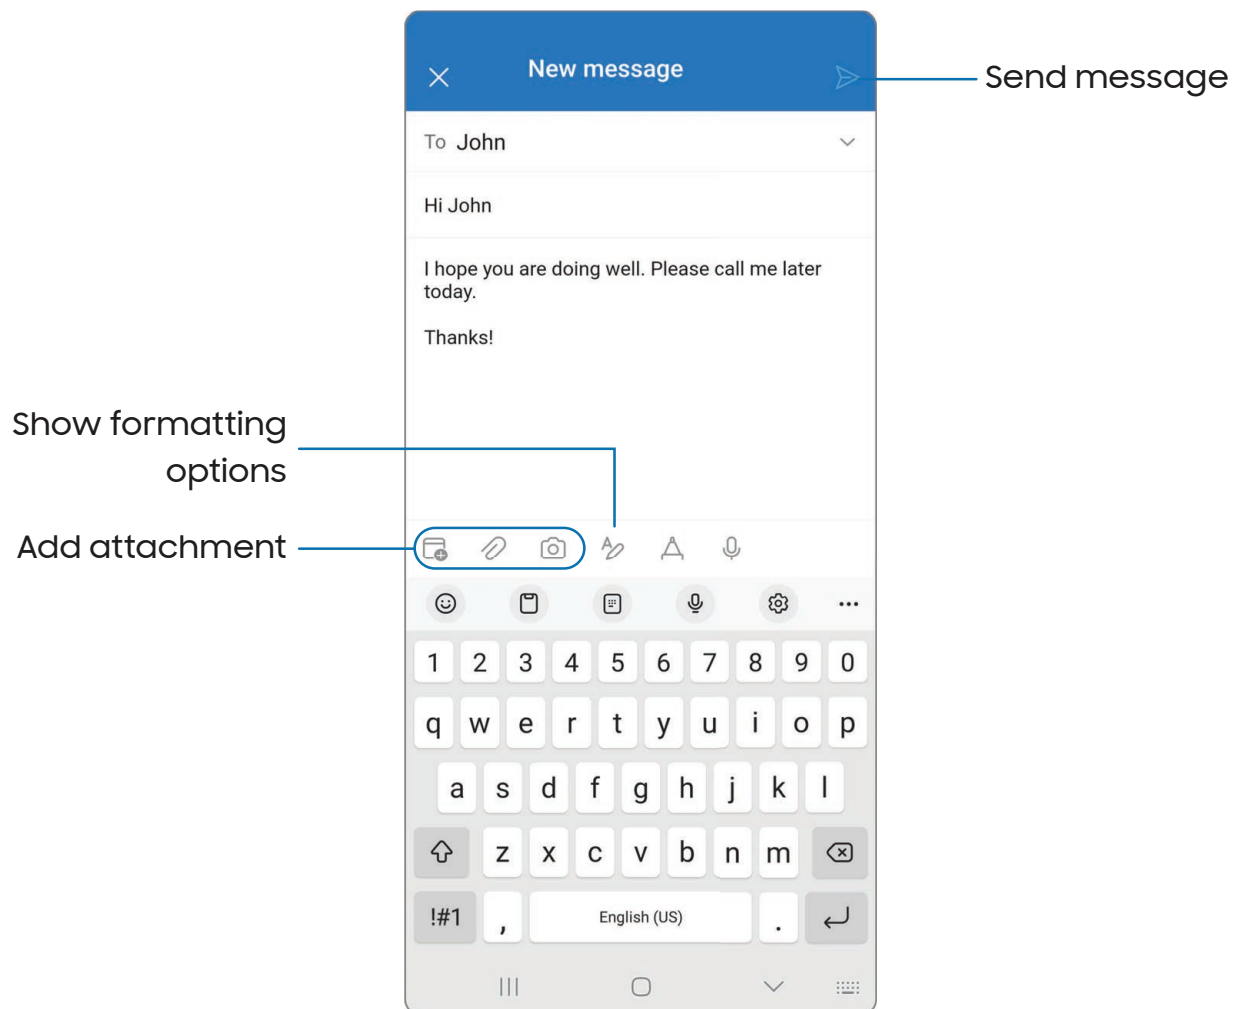 New message
Send message
To John
Hi John
I hope you are doing well. Please call me later
today.
Thanks!
Show formatting
options
Add attachment
1 2 3 4 5 6 7 8 9 0
q w e r t y u i o p
a s d f g h j k l
z x c v b n m
!#1 , English (US) .